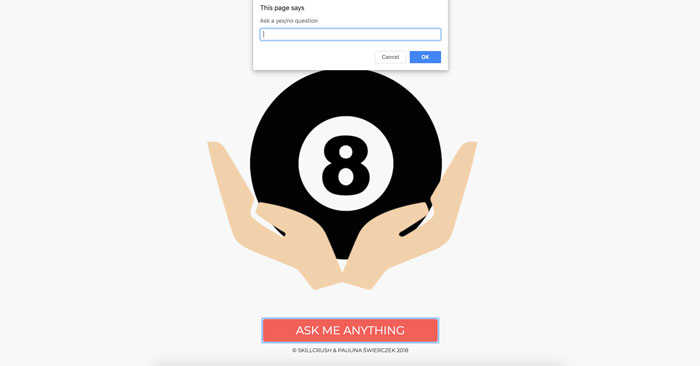 This page says
Ask a yes/no question
Cancel
OK
8
ASK ME ANYTHING
© SKILLCRUSH & PAULINA ŚWIERCZEK 2018